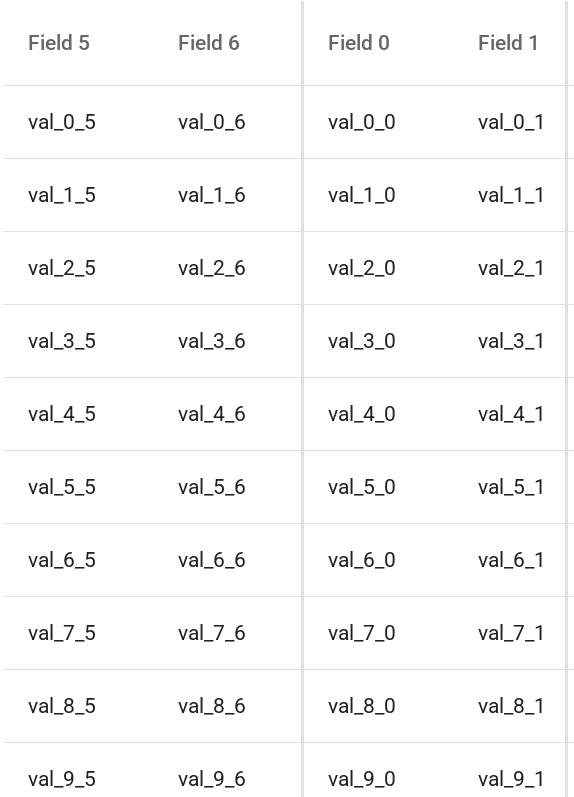 Field 5 Field 6 Field 0 Field 1
val_0_5 val_0_6 val_0_0 val_0_1
val_1_5 val_1_6 val_1_0 val_1_1
val_2_5 val_2_6 val_2_0 val_2_1
val_3_5 val_3_6 val_3_0 val_3_1
val_4_5 val_4_6 val_4_0 val_4_1
val_5_5 val_5_6 val_5_0 val_5_1
val_6_5 val_6_6 val_6_0 val_6_1
val_7_5 val_7_6 val_7_0 val_7_1
val_8_5 val_8_6 val_8_0 val_8_1
val_9_5 val_9_6 val_9_0 val_9_1